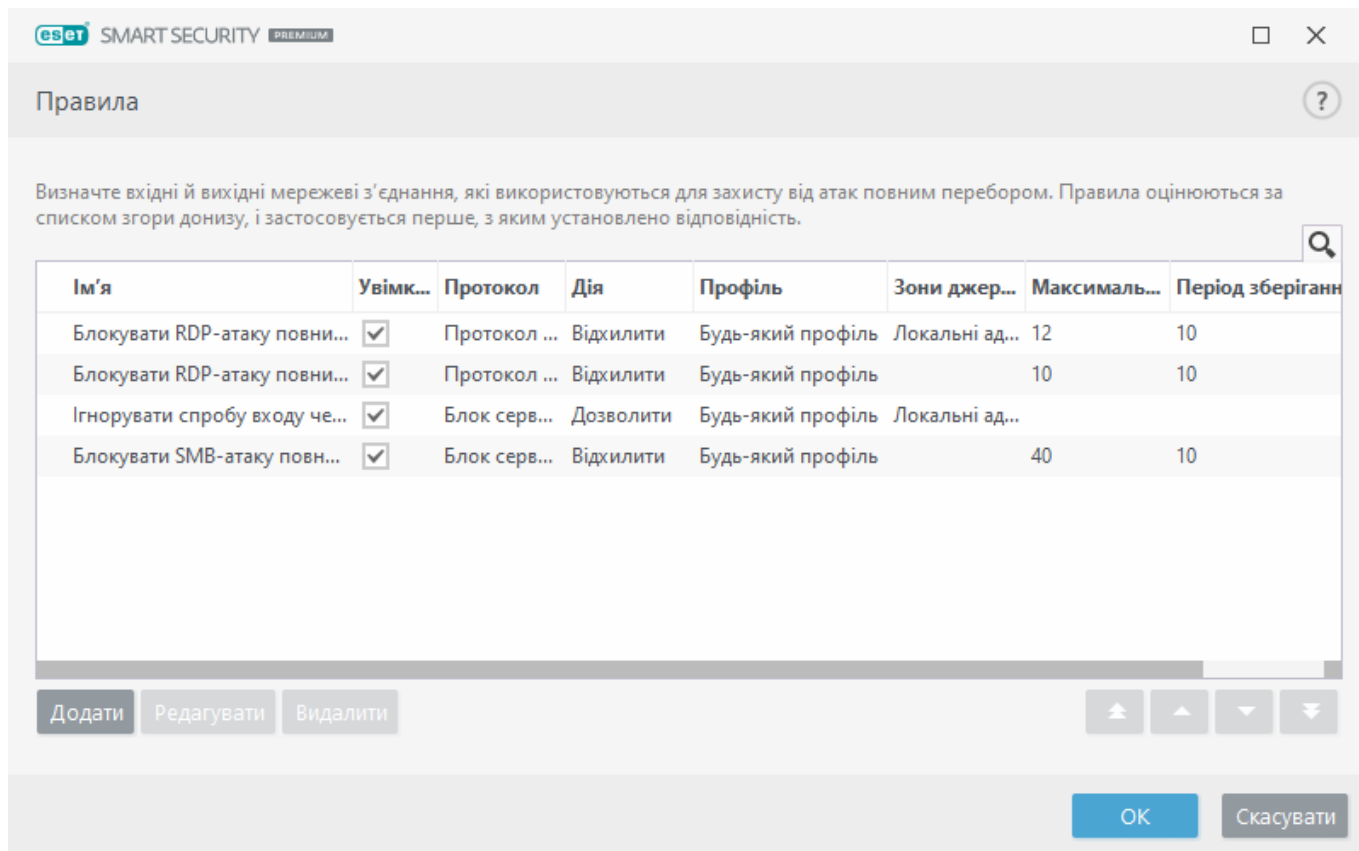 eset SMART SECURITY PREMIUM
Правила
?
Визначте вхідні й вихідні мережеві з’єднання, які використовуються для захисту від атак повним перебором. Правила оцінюються за
списком згори донизу, і застосовується перше, з яким установлено відповідність.
Ім’я Увімк... Протокол Дія Профіль Зони джер... Максималь... Період зберіганн
Блокувати RDP-атаку повни... Протокол ... Відхилити Будь-який профіль Локальні ад... 12 10
Блокувати RDP-атаку повни... Протокол ... Відхилити Будь-який профіль 10 10
Ігнорувати спробу входу че... Блок серв... Дозволити Будь-який профіль Локальні ад...
Блокувати SMB-атаку повн... Блок серв... Відхилити Будь-який профіль 40 10
Додати Редагувати Видалити
OK Скасувати